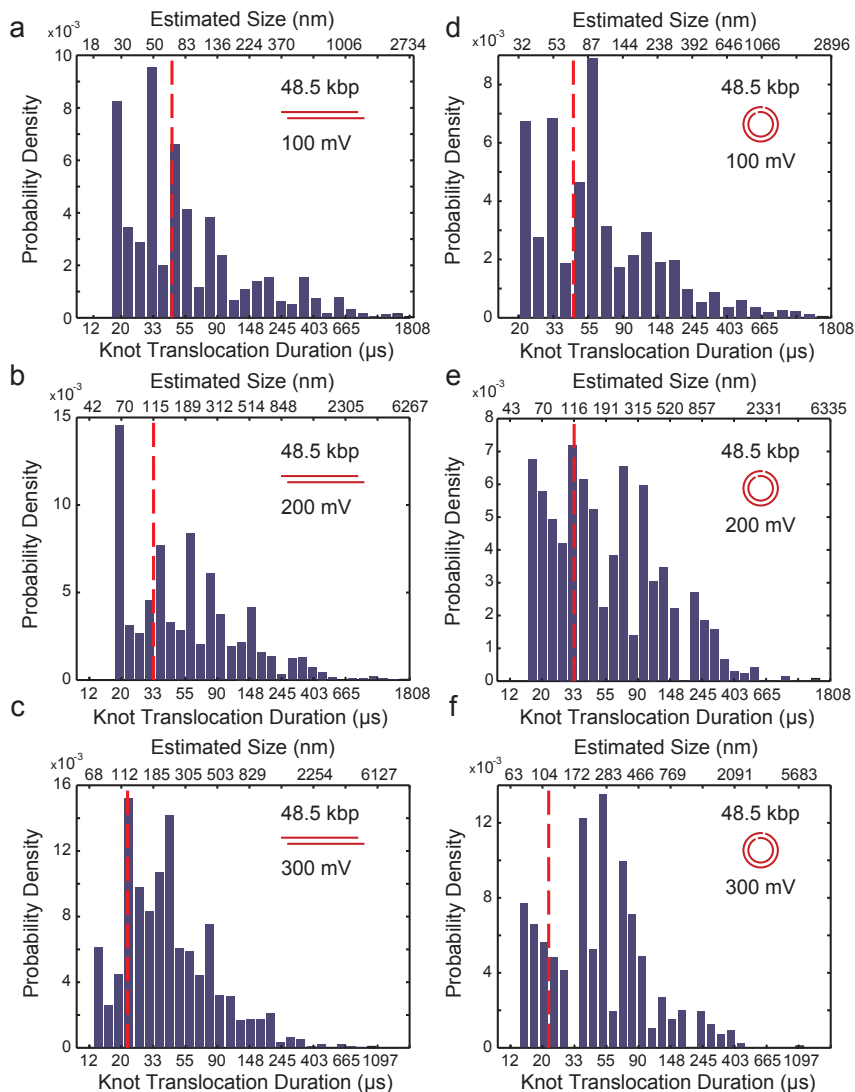 a
Estimated Size (nm)
×10⁻³ 18 30 50 83 136 224 370 1006 2734
10
8
6
4
2
0
Probability Density
48.5 kbp
100 mV
12 20 33 55 90 148 245 403 665 1808
Knot Translocation Duration (µs)
d
Estimated Size (nm)
×10⁻³ 32 53 87 144 238 392 646 1066 2896
8
6
4
2
0
Probability Density
48.5 kbp
100 mV
20 33 55 90 148 245 403 665 1808
Knot Translocation Duration (µs)
b
Estimated Size (nm)
×10⁻³ 42 70 115 189 312 514 848 2305 6267
15
10
5
0
Probability Density
48.5 kbp
200 mV
12 20 33 55 90 148 245 403 665 1808
Knot Translocation Duration (µs)
e
Estimated Size (nm)
×10⁻³ 43 70 116 191 315 520 857 2331 6335
8
7
6
5
4
3
2
1
0
Probability Density
48.5 kbp
200 mV
12 20 33 55 90 148 245 403 665 1808
Knot Translocation Duration (µs)
c
Estimated Size (nm)
×10⁻³ 68 112 185 305 503 829 2254 6127
16
12
8
4
0
Probability Density
48.5 kbp
300 mV
12 20 33 55 90 148 245 403 665 1097
Knot Translocation Duration (µs)
f
Estimated Size (nm)
×10⁻³ 63 104 172 283 466 769 2091 5683
12
8
4
0
Probability Density
48.5 kbp
300 mV
12 20 33 55 90 148 245 403 665 1097
Knot Translocation Duration (µs)